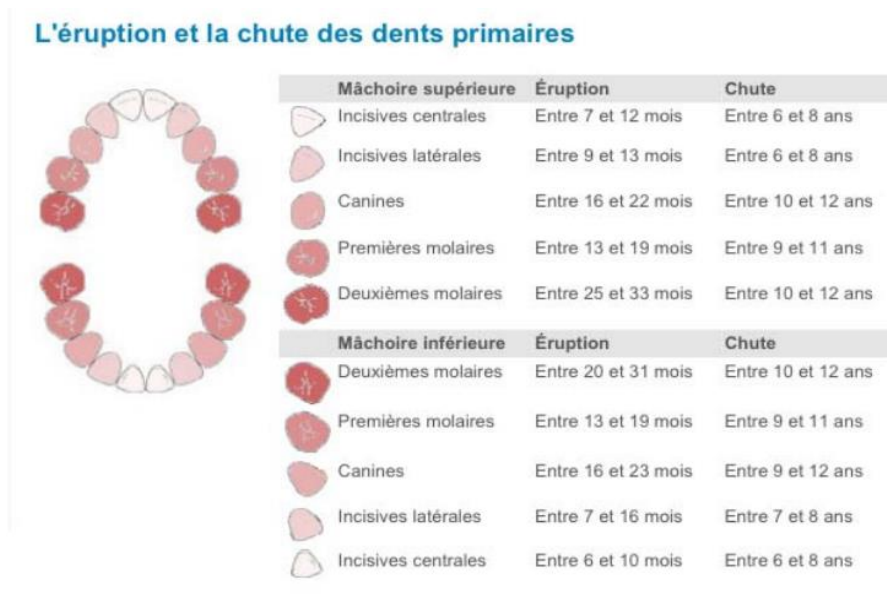 L'éruption et la chute des dents primaires
Mâchoire supérieure Éruption Chute
Incisives centrales Entre 7 et 12 mois Entre 6 et 8 ans
Incisives latérales Entre 9 et 13 mois Entre 6 et 8 ans
Canines Entre 16 et 22 mois Entre 10 et 12 ans
Premières molaires Entre 13 et 19 mois Entre 9 et 11 ans
Deuxièmes molaires Entre 25 et 33 mois Entre 10 et 12 ans
Mâchoire inférieure Éruption Chute
Deuxièmes molaires Entre 20 et 31 mois Entre 10 et 12 ans
Premières molaires Entre 13 et 19 mois Entre 9 et 11 ans
Canines Entre 16 et 23 mois Entre 9 et 12 ans
Incisives latérales Entre 7 et 16 mois Entre 7 et 8 ans
Incisives centrales Entre 6 et 10 mois Entre 6 et 8 ans